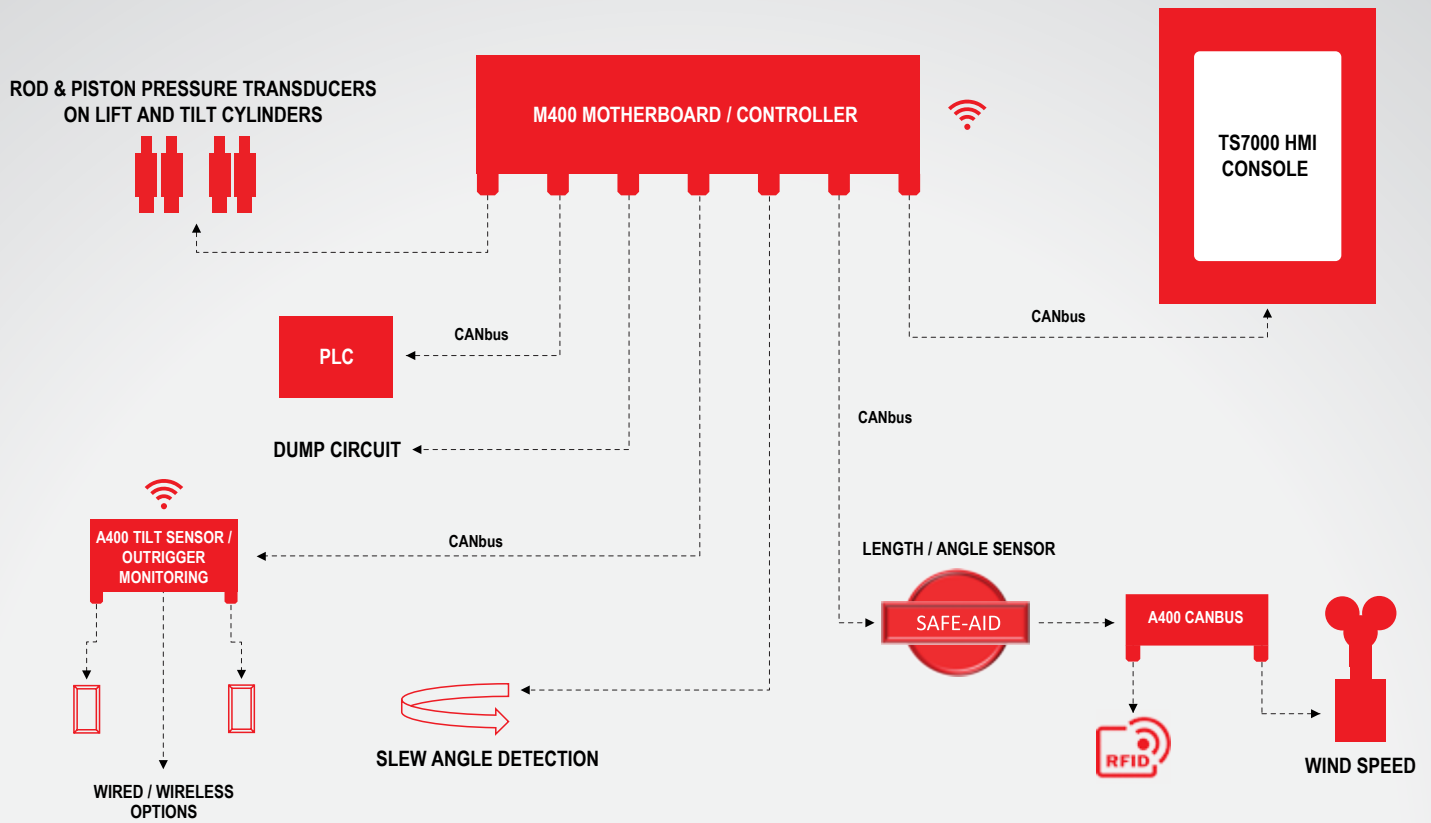 ROD & PISTON PRESSURE TRANSDUCERS
ON LIFT AND TILT CYLINDERS
M400 MOTHERBOARD / CONTROLLER
TS7000 HMI
CONSOLE
CANbus
PLC
CANbus
CANbus
DUMP CIRCUIT
A400 TILT SENSOR /
OUTRIGGER
MONITORING
CANbus
LENGTH / ANGLE SENSOR
SAFE-AID
A400 CANBUS
SLEW ANGLE DETECTION
RFID
WIND SPEED
WIRED / WIRELESS
OPTIONS